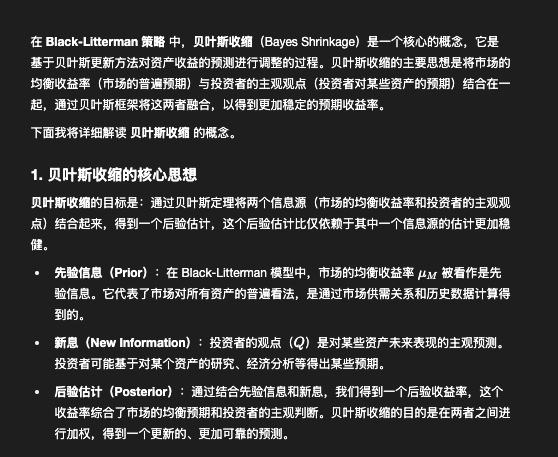 在 Black-Litterman 策略 中，贝叶斯收缩（Bayes Shrinkage）是一个核心的概念，它是
基于贝叶斯更新方法对资产收益的预测进行调整的过程。贝叶斯收缩的主要思想是将市场的
均衡收益率（市场的普遍预期）与投资者的主观观点（投资者对某些资产的预期）结合在一
起，通过贝叶斯框架将这两者融合，以得到更加稳定的预期收益率。
下面我将详细解读 贝叶斯收缩 的概念。
1. 贝叶斯收缩的核心思想
贝叶斯收缩的目标是：通过贝叶斯定理将两个信息源（市场的均衡收益率和投资者的主观观
点）结合起来，得到一个后验估计，这个后验估计比仅依赖于其中一个信息源的估计更加稳
健。
• 先验信息（Prior）：在 Black-Litterman 模型中，市场的均衡收益率 μ_M 被看作是先
验信息。它代表了市场对所有资产的普遍看法，是通过市场供需关系和历史数据计算得
到的。
• 新息（New Information）：投资者的观点（Q）是对某些资产未来表现的主观预测。
投资者可能基于对某个资产的研究、经济分析等得出某些预期。
• 后验估计（Posterior）：通过结合先验信息和新息，我们得到一个后验收益率，这个
收益率综合了市场的均衡预期和投资者的主观判断。贝叶斯收缩的目的是在两者之间进
行加权，得到一个更新的、更加可靠的预测。